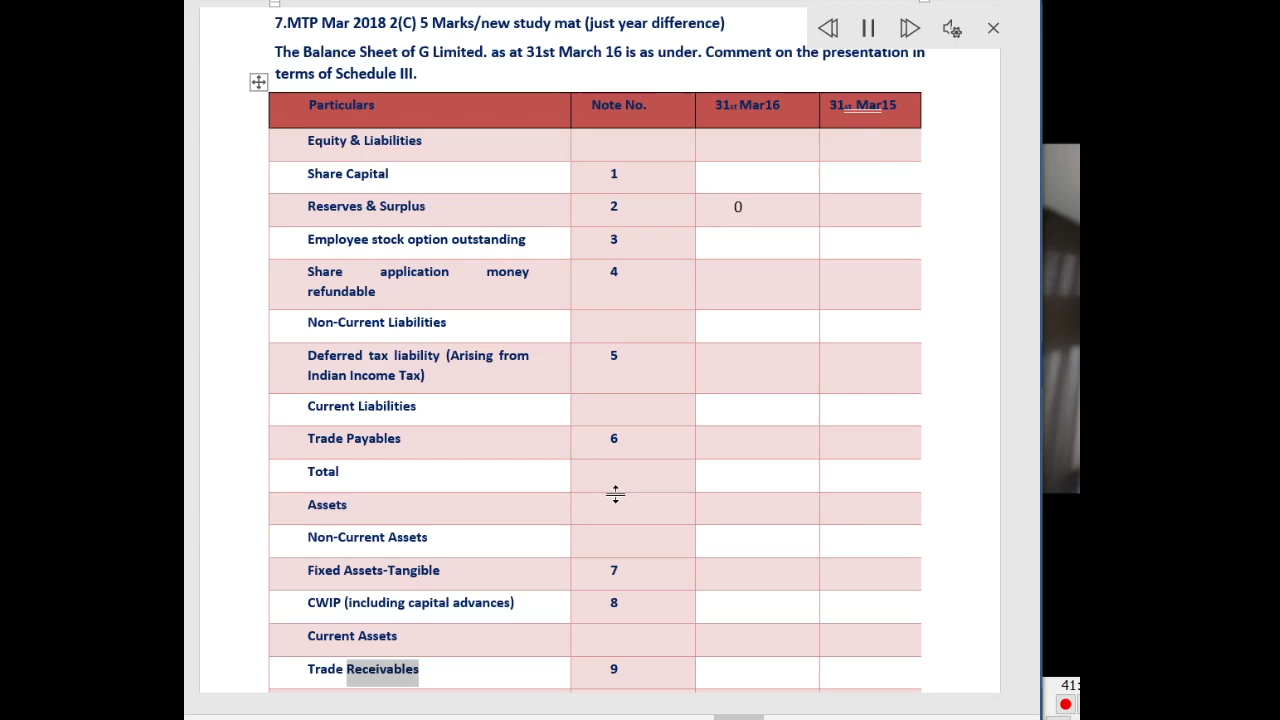 7.MTP Mar 2018 2(C) 5 Marks/new study mat (just year difference)
The Balance Sheet of G Limited. as at 31st March 16 is as under. Comment on the presentation in
terms of Schedule III.
Particulars Note No. 31st Mar16 31st Mar15
Equity & Liabilities
Share Capital 1
Reserves & Surplus 2 0
Employee stock option outstanding 3
Share application money 4
refundable
Non-Current Liabilities
Deferred tax liability (Arising from 5
Indian Income Tax)
Current Liabilities
Trade Payables 6
Total
Assets
Non-Current Assets
Fixed Assets-Tangible 7
CWIP (including capital advances) 8
Current Assets
Trade Receivables 9
41: